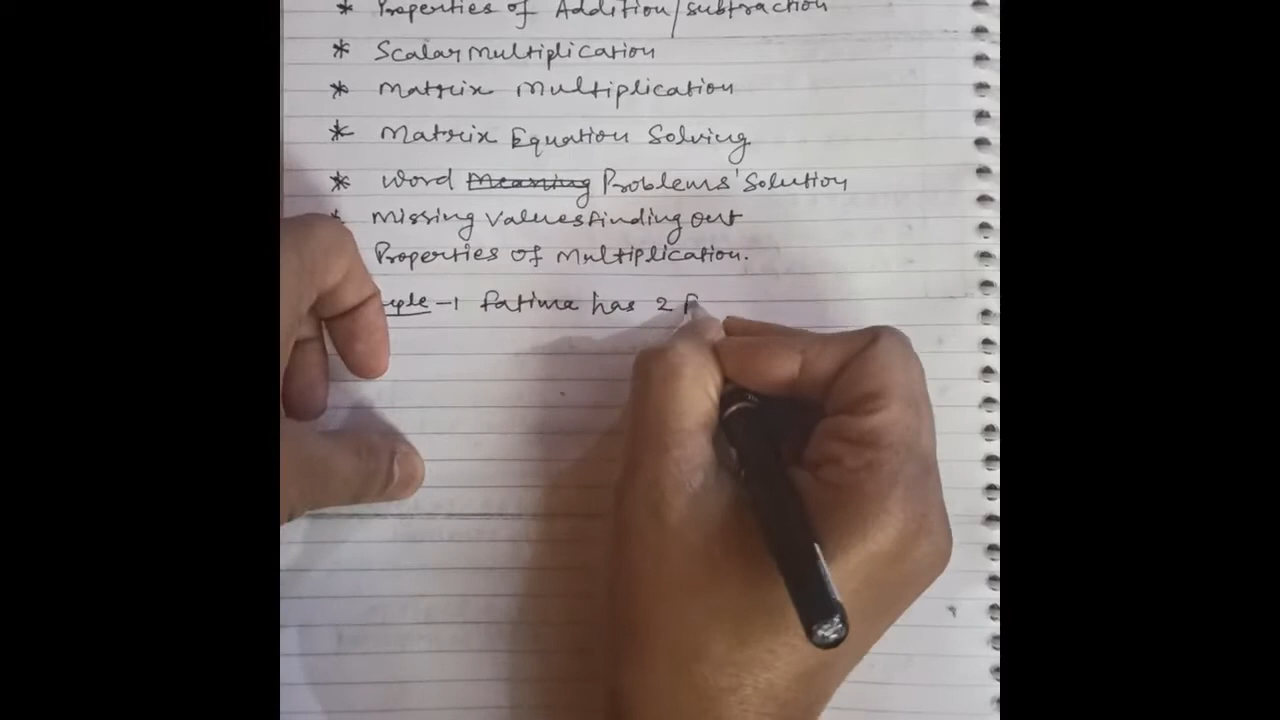 * Properties of Addition/subtraction
* Scalar multiplication
* Matrix Multiplication
* Matrix Equation Solving
* Word Meaning Problems' Solution
* Missing Values finding out
Properties of Multiplication.
-1 Fatima has 2